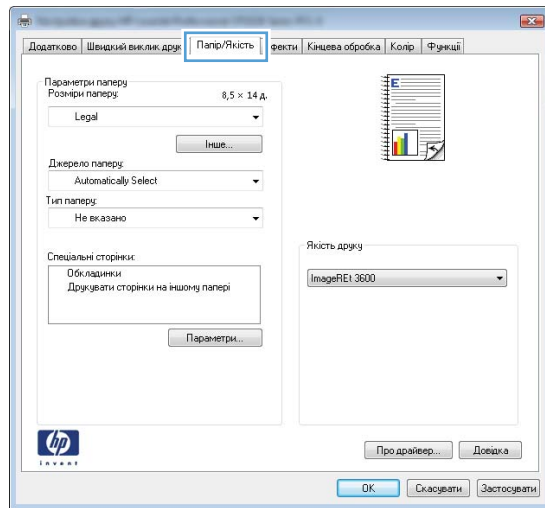 Додатково Швидкий виклик друк Папір/Якість фекти Кінцева обробка Колір Функції
Параметри паперу
Розміри паперу: 8,5 × 14 д.
Legal
Інше...
Джерело паперу:
Automatically Select
Тип паперу:
Не вказано
Спеціальні сторінки:
Обкладинки
Друкувати сторінки на іншому папері
Параметри...
E
Якість друку
ImageREt 3600
hp
invent
Про драйвер... Довідка
OK Скасувати Застосувати